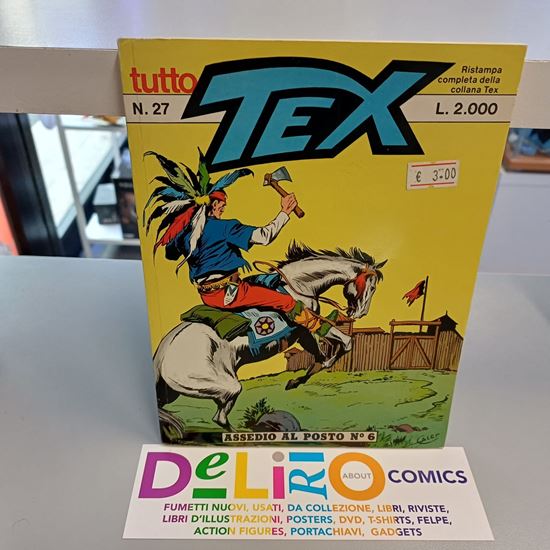 tutto
TEX
N. 27
Ristampa
completa della
collana Tex
L. 2.000
€ 3.00
ASSEDIO AL POSTO N° 6
GALEP
DELIRIO
ABOUT
COMICS
FUMETTI NUOVI, USATI, DA COLLEZIONE, LIBRI, RIVISTE,
LIBRI D'ILLUSTRAZIONI, POSTERS, DVD, T-SHIRTS, FELPE,
ACTION FIGURES, PORTACHIAVI, GADGETS